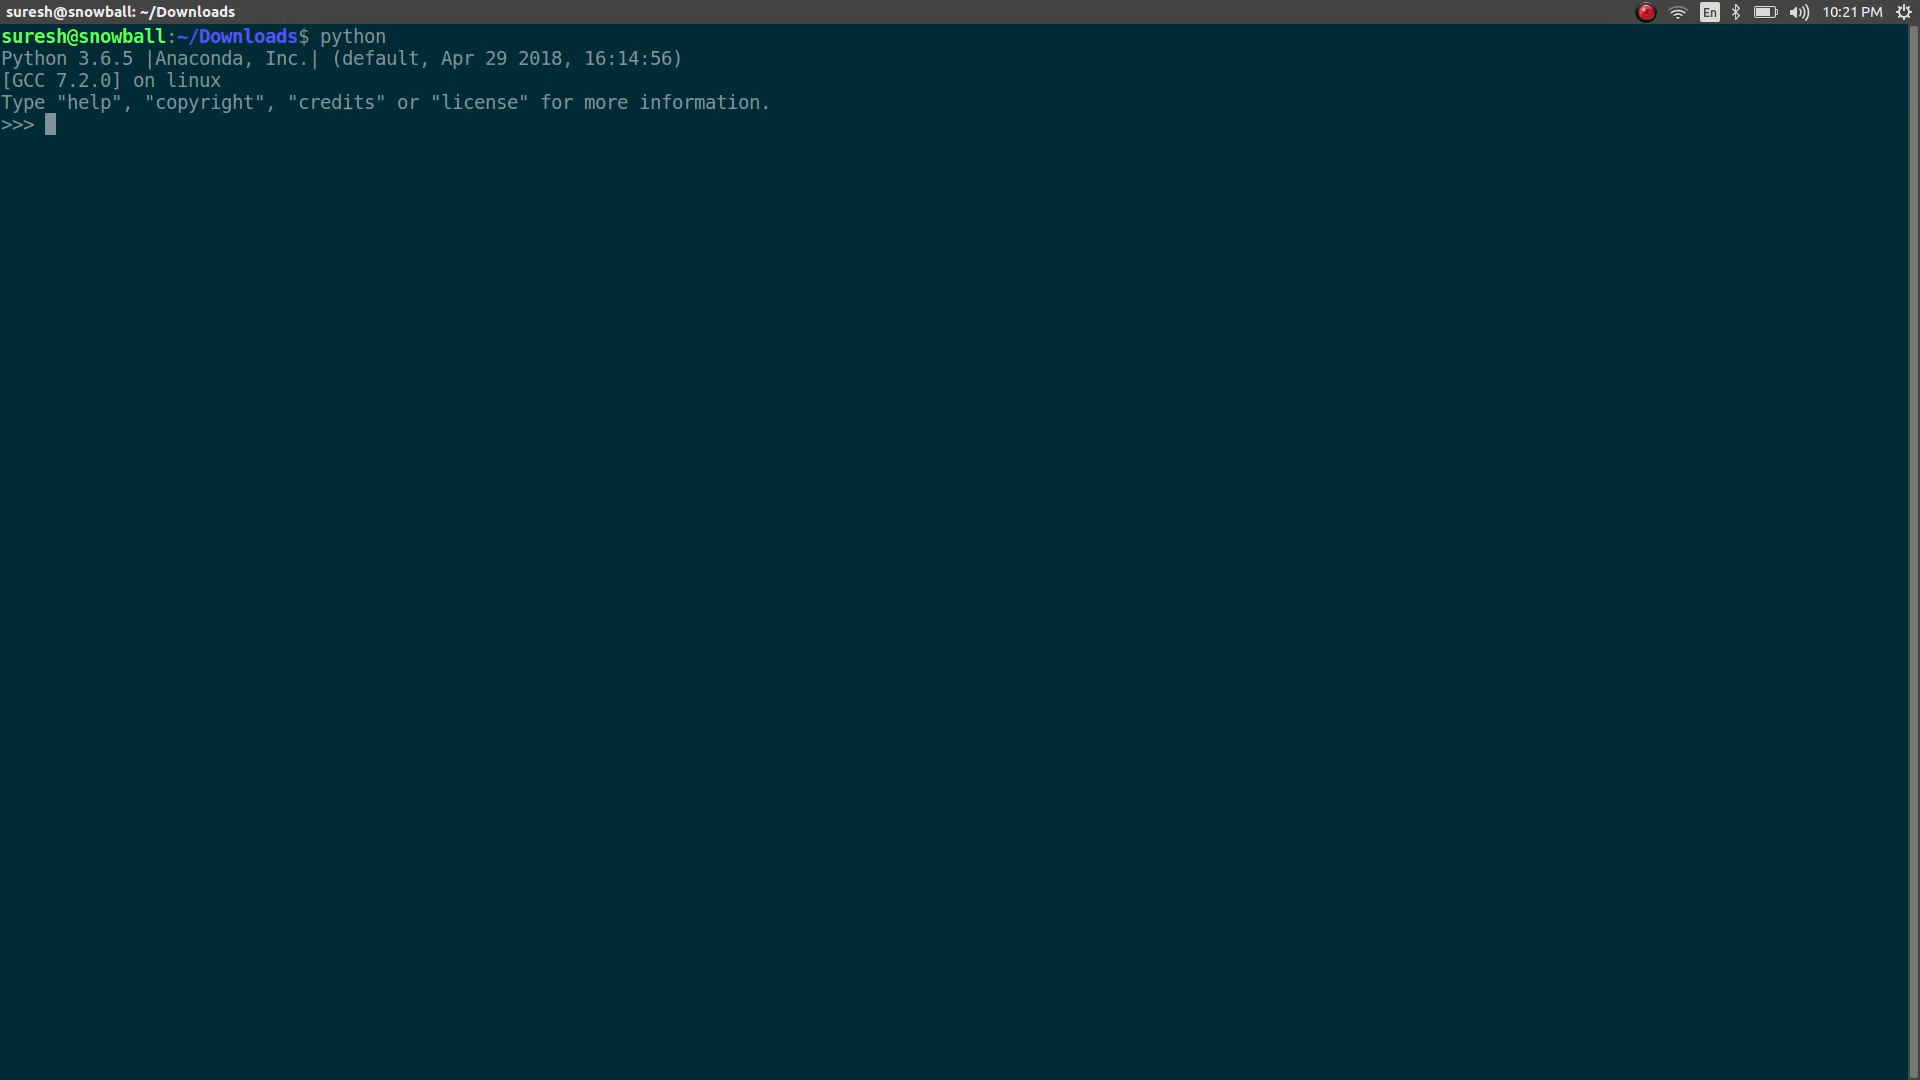 suresh@snowball: ~/Downloads
En
10:21 PM
suresh@snowball:~/Downloads$ python
Python 3.6.5 |Anaconda, Inc.| (default, Apr 29 2018, 16:14:56)
[GCC 7.2.0] on linux
Type "help", "copyright", "credits" or "license" for more information.
>>>